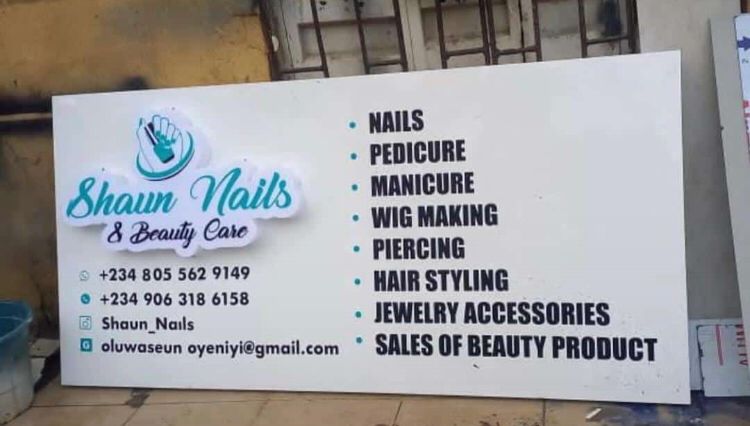 Shaun Nails
& Beauty Care
+234 805 562 9149
+234 906 318 6158
Shaun_Nails
oluwaseun oyeniyi@gmail.com
• NAILS
• PEDICURE
• MANICURE
• WIG MAKING
• PIERCING
• HAIR STYLING
• JEWELRY ACCESSORIES
• SALES OF BEAUTY PRODUCT